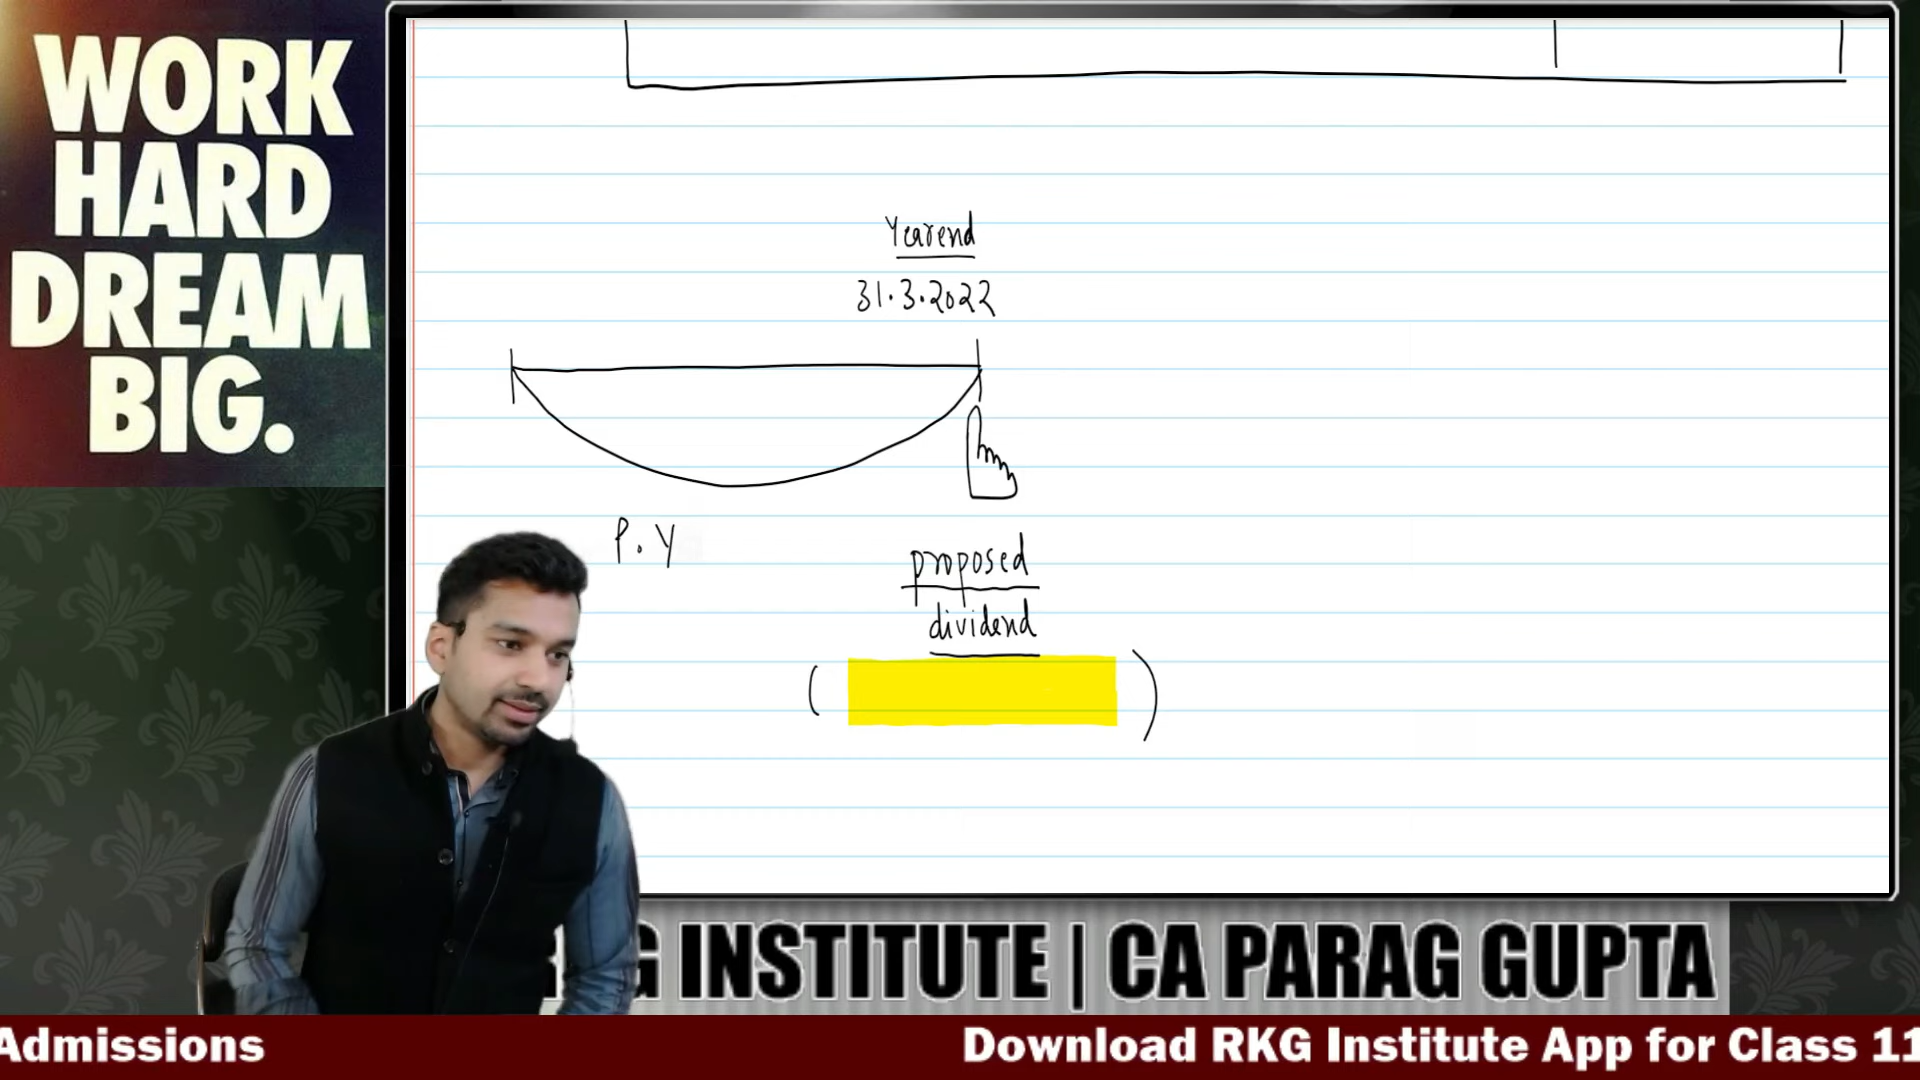 WORK
HARD
DREAM
BIG.
Yearend
31.3.2022
P.Y
proposed
dividend
( )
G INSTITUTE | CA PARAG GUPTA
Admissions
Download RKG Institute App for Class 11